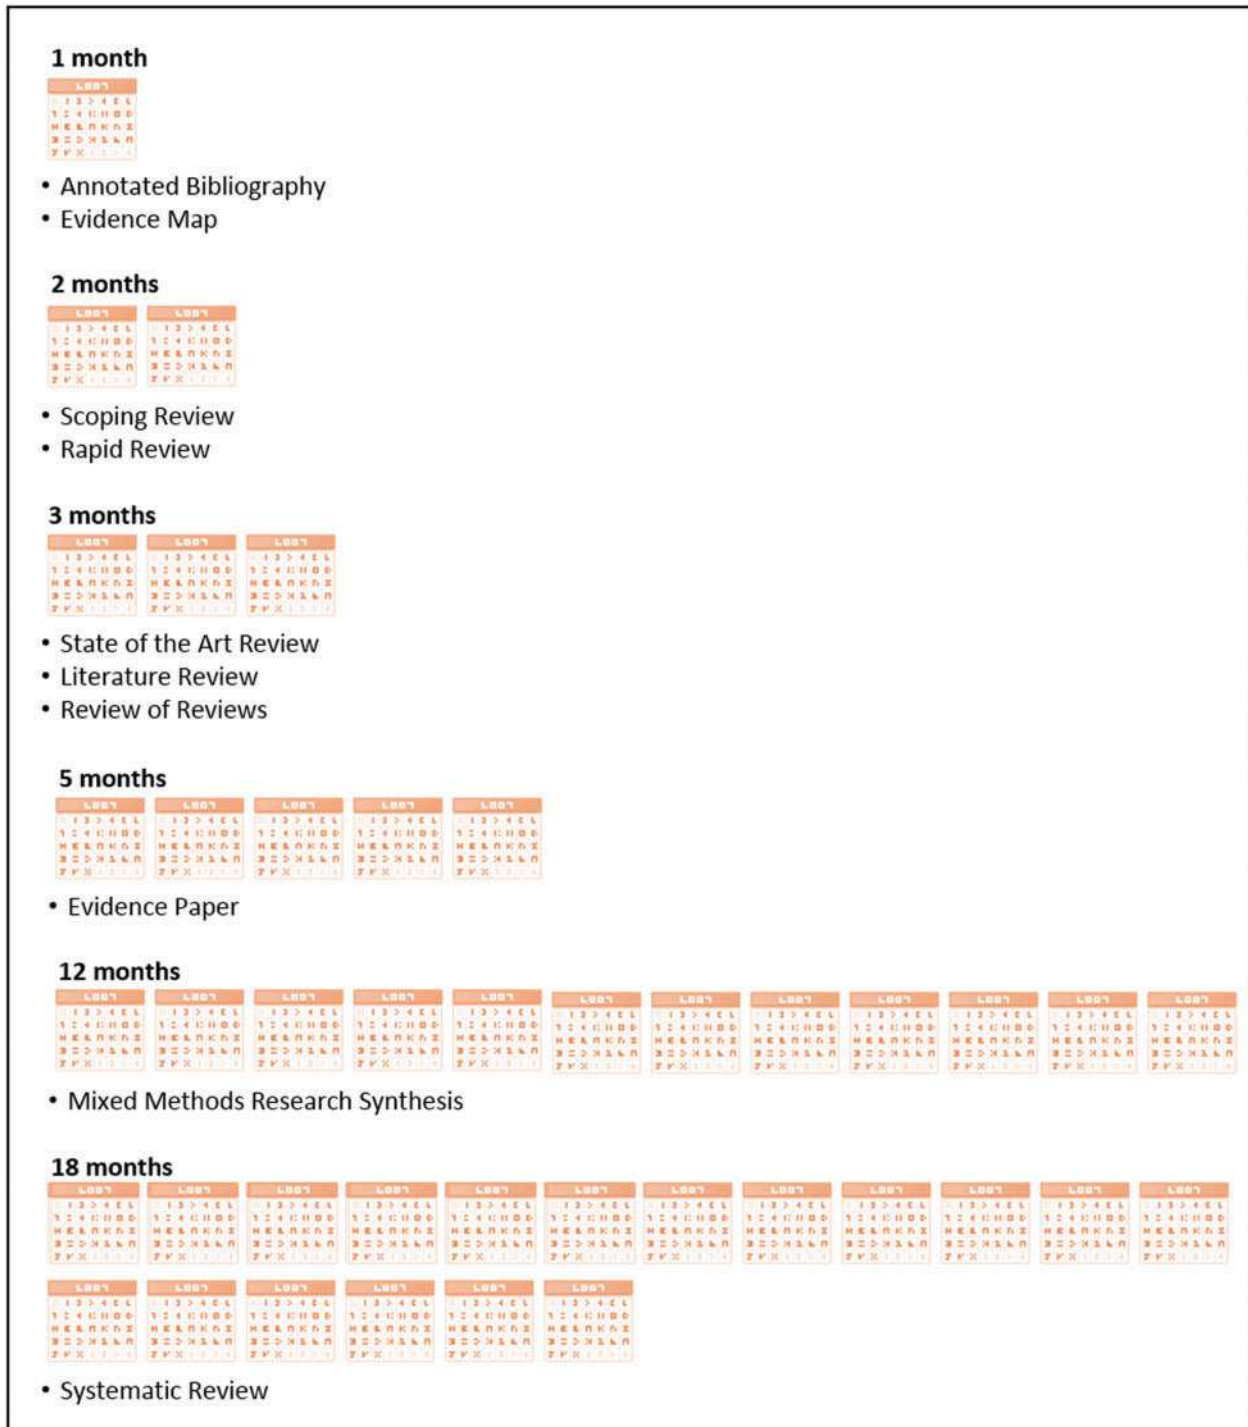 1 month
• Annotated Bibliography
• Evidence Map
2 months
• Scoping Review
• Rapid Review
3 months
• State of the Art Review
• Literature Review
• Review of Reviews
5 months
• Evidence Paper
12 months
• Mixed Methods Research Synthesis
18 months
• Systematic Review